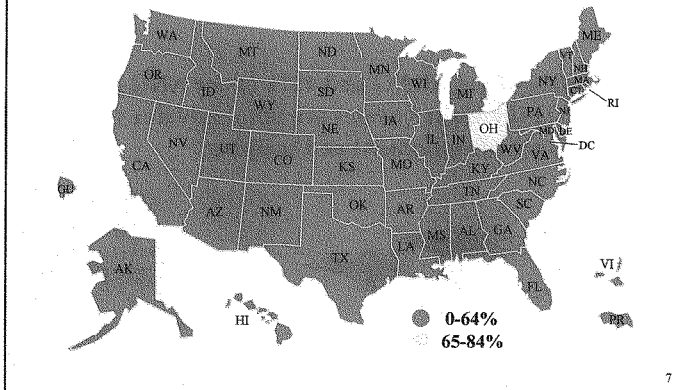 WA
MT
ND
MN
ME
VT
NH
OR
ID
SD
WI
MI
NY
MA
CT
RI
WY
IA
PA
NJ
NE
OH
MD DE
DC
NV
UT
CO
IL
IN
WV
VA
CA
KS
MO
KY
NC
TN
GU
AZ
NM
OK
AR
SC
MS
AL
GA
TX
LA
AK
VI
FL
HI
PR
0-64%
65-84%
7